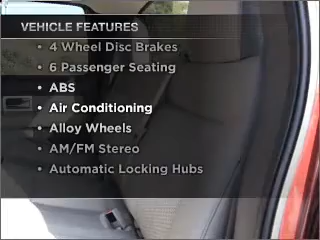 VEHICLE FEATURES
• 4 Wheel Disc Brakes
• 6 Passenger Seating
• ABS
• Air Conditioning
• Alloy Wheels
• AM/FM Stereo
• Automatic Locking Hubs